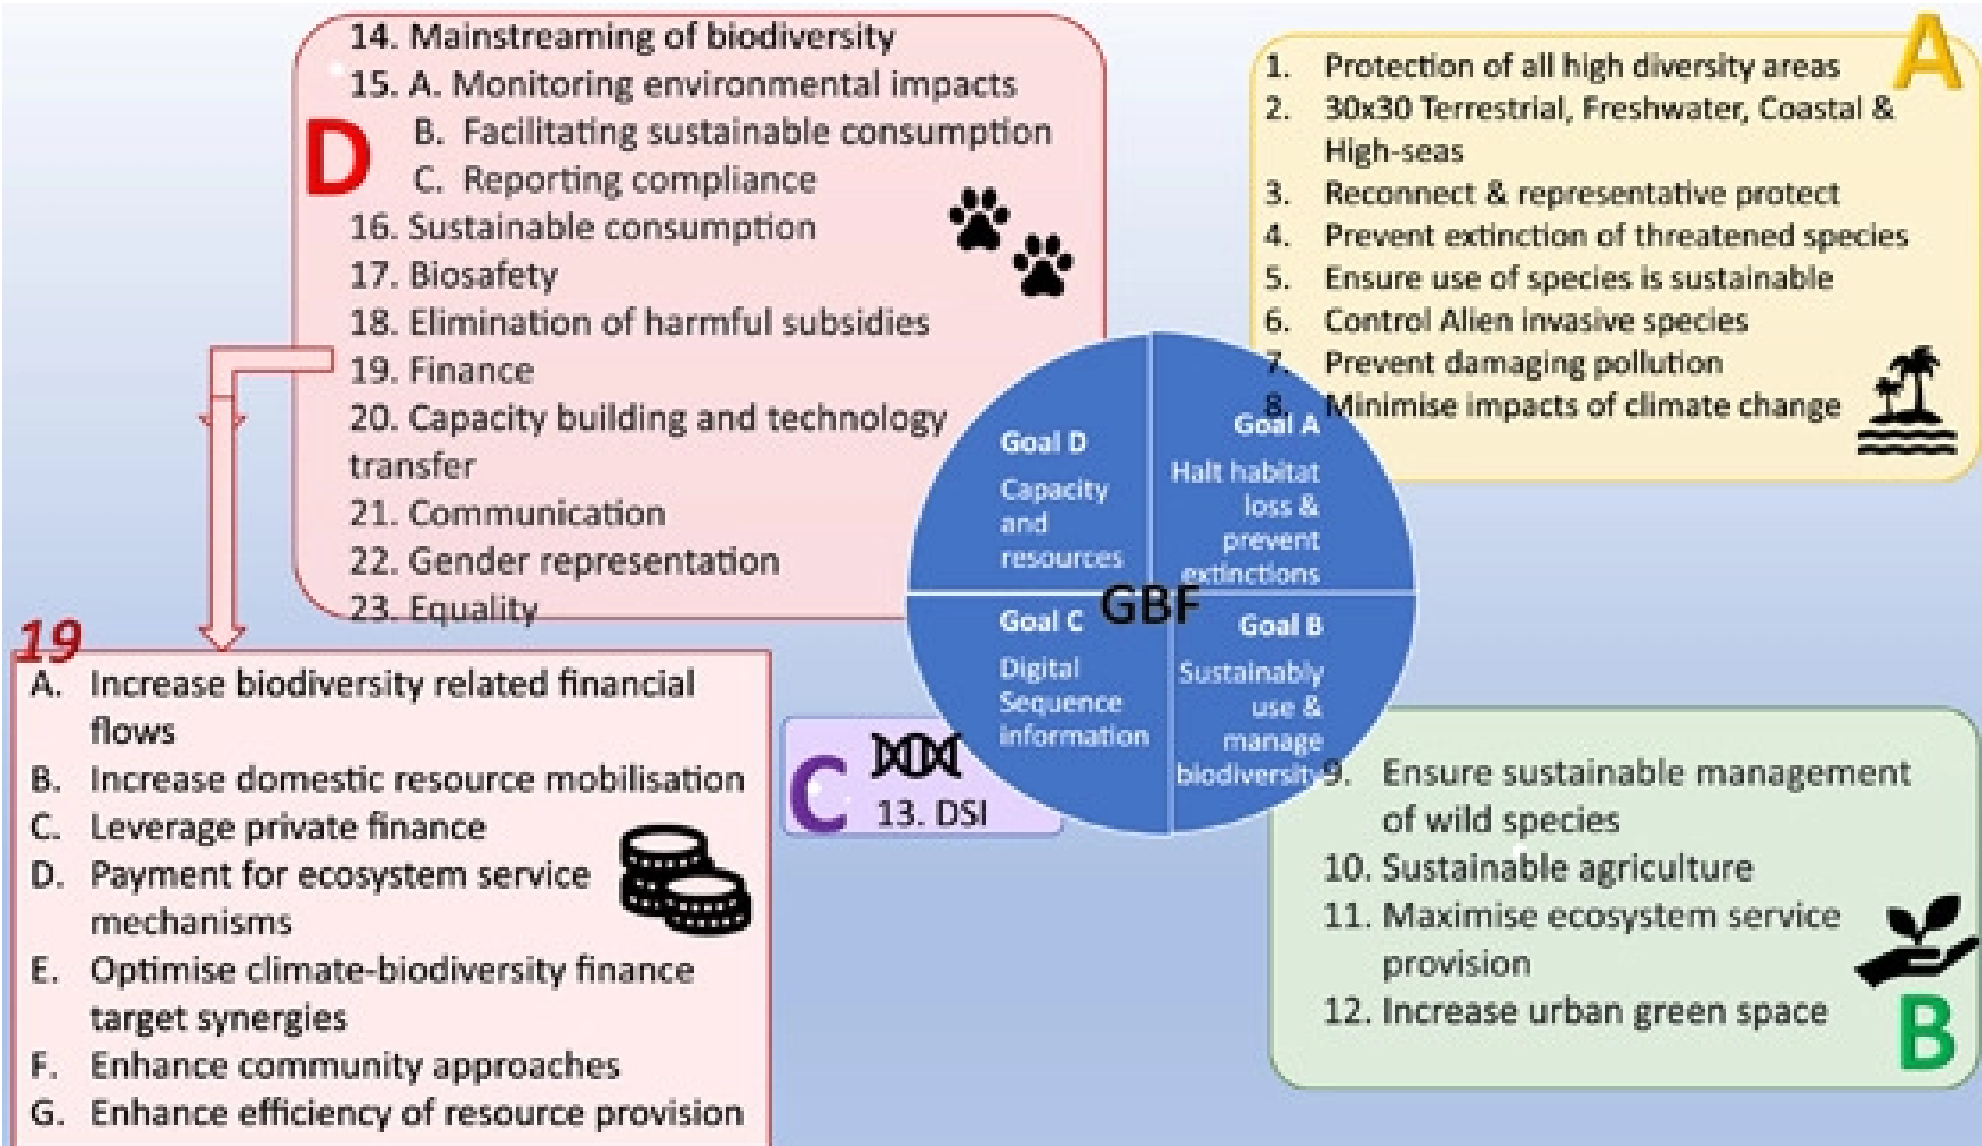 14. Mainstreaming of biodiversity
15. A. Monitoring environmental impacts
B. Facilitating sustainable consumption
C. Reporting compliance
16. Sustainable consumption
17. Biosafety
18. Elimination of harmful subsidies
19. Finance
20. Capacity building and technology
transfer
21. Communication
22. Gender representation
23. Equality
D
A
1. Protection of all high diversity areas
2. 30x30 Terrestrial, Freshwater, Coastal &
High-seas
3. Reconnect & representative protect
4. Prevent extinction of threatened species
5. Ensure use of species is sustainable
6. Control Alien invasive species
7. Prevent damaging pollution
8. Minimise impacts of climate change
Goal D
Capacity
and
resources
Goal A
Halt habitat
loss &
prevent
extinctions
GBF
Goal C
Digital
Sequence
information
Goal B
Sustainably
use &
manage
biodiversity
19
A. Increase biodiversity related financial
flows
B. Increase domestic resource mobilisation
C. Leverage private finance
D. Payment for ecosystem service
mechanisms
E. Optimise climate-biodiversity finance
target synergies
F. Enhance community approaches
G. Enhance efficiency of resource provision
C
13. DSI
9. Ensure sustainable management
of wild species
10. Sustainable agriculture
11. Maximise ecosystem service
provision
12. Increase urban green space
B